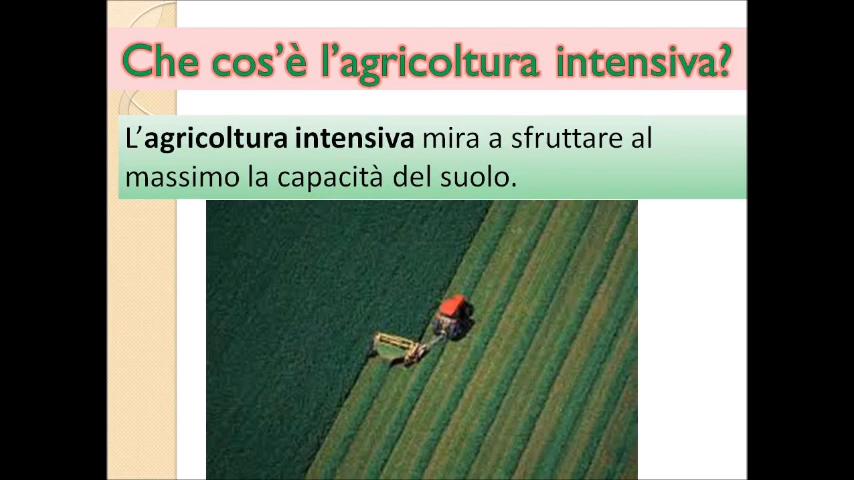 Che cos'è l'agricoltura intensiva?
L'agricoltura intensiva mira a sfruttare al
massimo la capacità del suolo.